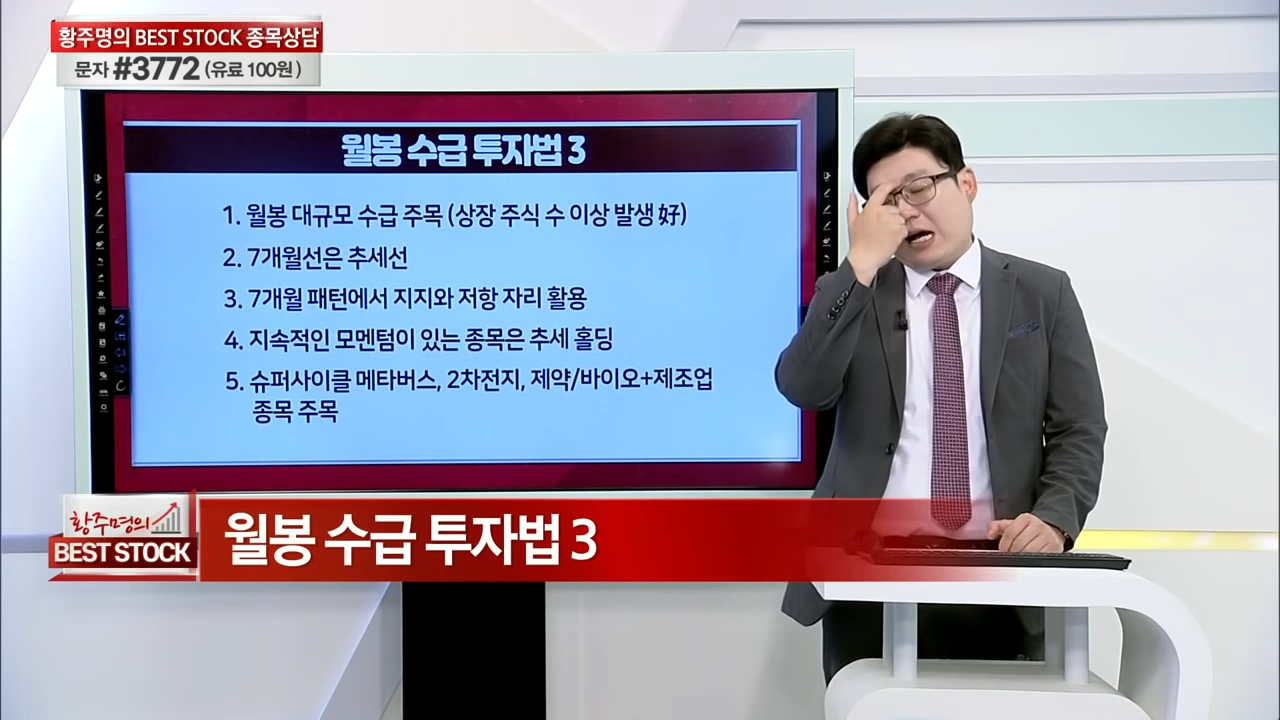 황주명의 BEST STOCK 종목상담
문자 #3772 (유료 100원)
월봉 수급 투자법 3
1. 월봉 대규모 수급 주목 (상장 주식 수 이상 발생 好)
2. 7개월선은 추세선
3. 7개월 패턴에서 지지와 저항 자리 활용
4. 지속적인 모멘텀이 있는 종목은 추세 홀딩
5. 슈퍼사이클 메타버스, 2차전지, 제약/바이오+제조업
종목 주목
황주명의
BEST STOCK
월봉 수급 투자법 3